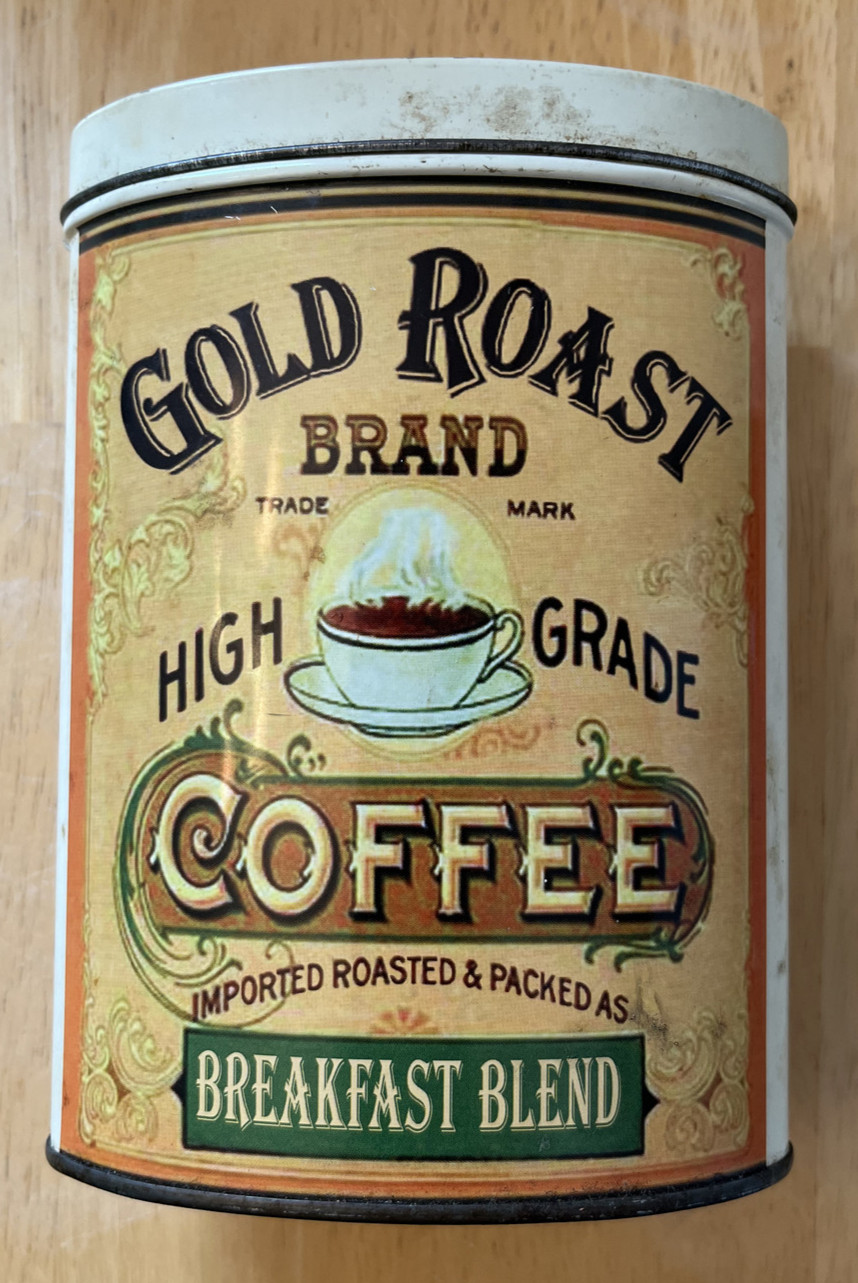 GOLD ROAST
BRAND
TRADE MARK
HIGH GRADE
COFFEE
IMPORTED ROASTED & PACKED AS
BREAKFAST BLEND